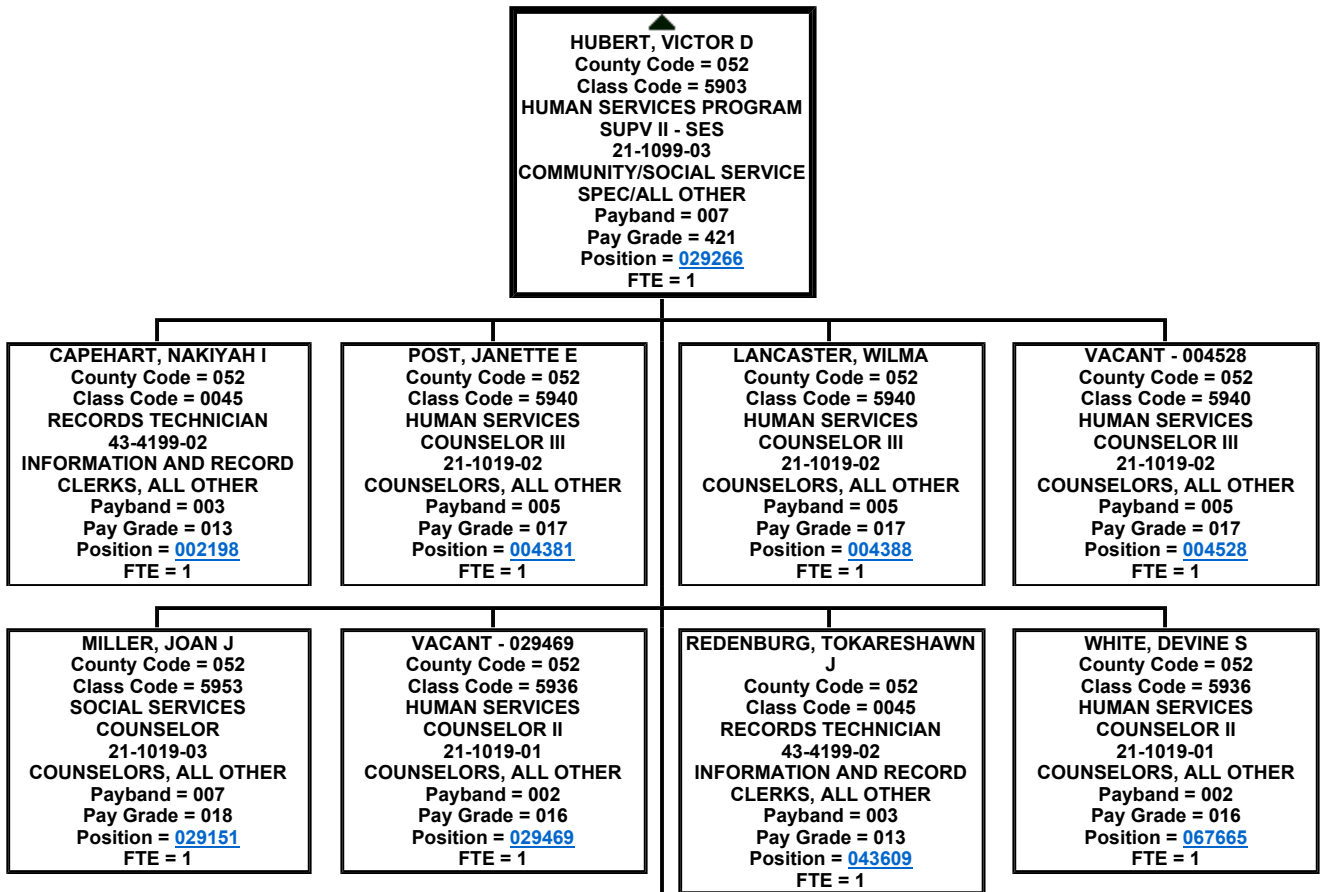 HUBERT, VICTOR D
County Code = 052
Class Code = 5903
HUMAN SERVICES PROGRAM
SUPV II - SES
21-1099-03
COMMUNITY/SOCIAL SERVICE
SPEC/ALL OTHER
Payband = 007
Pay Grade = 421
Position = 029266
FTE = 1
CAPEHART, NAKIYAH I
County Code = 052
Class Code = 0045
RECORDS TECHNICIAN
43-4199-02
INFORMATION AND RECORD
CLERKS, ALL OTHER
Payband = 003
Pay Grade = 013
Position = 002198
FTE = 1
POST, JANETTE E
County Code = 052
Class Code = 5940
HUMAN SERVICES
COUNSELOR III
21-1019-02
COUNSELORS, ALL OTHER
Payband = 005
Pay Grade = 017
Position = 004381
FTE = 1
LANCASTER, WILMA
County Code = 052
Class Code = 5940
HUMAN SERVICES
COUNSELOR III
21-1019-02
COUNSELORS, ALL OTHER
Payband = 005
Pay Grade = 017
Position = 004388
FTE = 1
VACANT - 004528
County Code = 052
Class Code = 5940
HUMAN SERVICES
COUNSELOR III
21-1019-02
COUNSELORS, ALL OTHER
Payband = 005
Pay Grade = 017
Position = 004528
FTE = 1
MILLER, JOAN J
County Code = 052
Class Code = 5953
SOCIAL SERVICES
COUNSELOR
21-1019-03
COUNSELORS, ALL OTHER
Payband = 007
Pay Grade = 018
Position = 029151
FTE = 1
VACANT - 029469
County Code = 052
Class Code = 5936
HUMAN SERVICES
COUNSELOR II
21-1019-01
COUNSELORS, ALL OTHER
Payband = 002
Pay Grade = 016
Position = 029469
FTE = 1
REDENBURG, TOKARESHAWN
J
County Code = 052
Class Code = 0045
RECORDS TECHNICIAN
43-4199-02
INFORMATION AND RECORD
CLERKS, ALL OTHER
Payband = 003
Pay Grade = 013
Position = 043609
FTE = 1
WHITE, DEVINE S
County Code = 052
Class Code = 5936
HUMAN SERVICES
COUNSELOR II
21-1019-01
COUNSELORS, ALL OTHER
Payband = 002
Pay Grade = 016
Position = 067665
FTE = 1